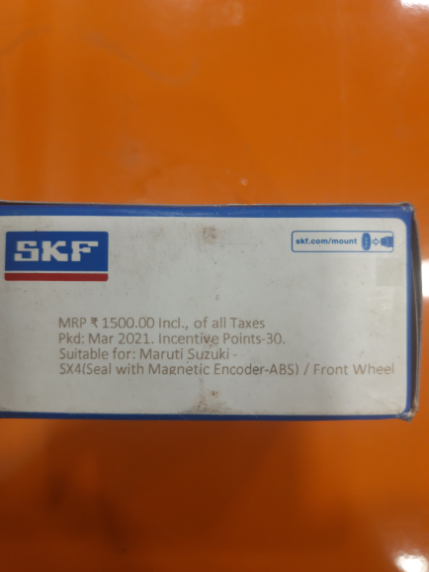 SKF
skf.com/mount
MRP ₹ 1500.00 Incl., of all Taxes
Pkd: Mar 2021. Incentive Points-30.
Suitable for: Maruti Suzuki -
SX4(Seal with Magnetic Encoder-ABS) / Front Wheel